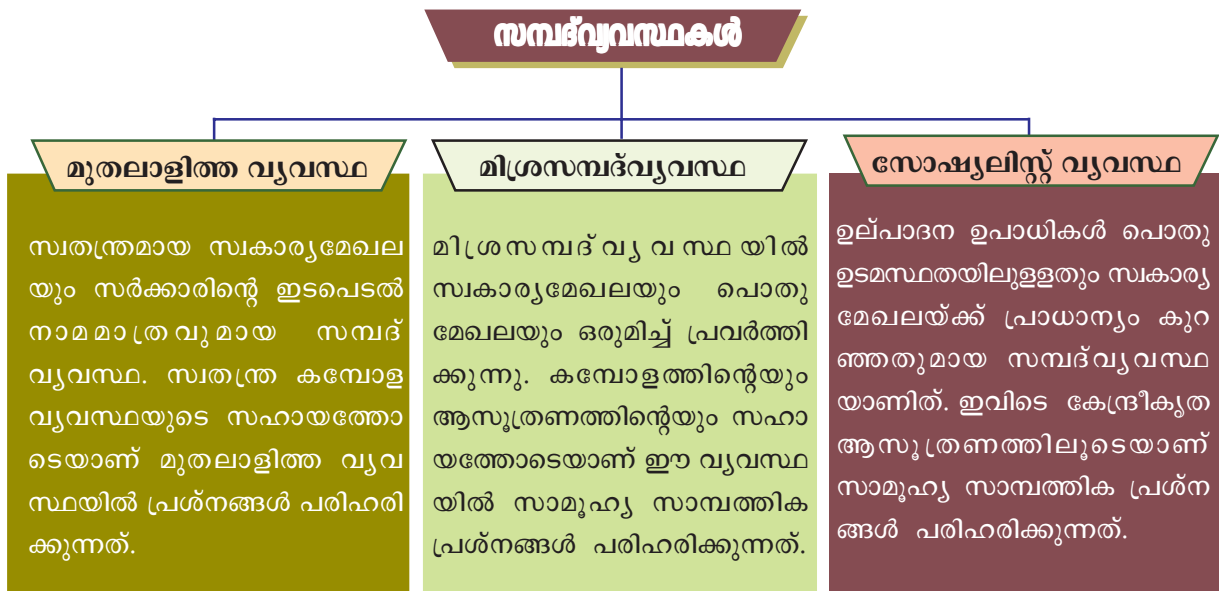 സമ്പദ്‌വ്യവസ്ഥകൾ
മുതലാളിത്ത വ്യവസ്ഥ
സ്വതന്ത്രമായ സ്വകാര്യമേഖല
യും സർക്കാരിന്റെ ഇടപെടൽ
നാമമാത്രവുമായ സമ്പദ്
വ്യവസ്ഥ. സ്വതന്ത്ര കമ്പോള
വ്യവസ്ഥയുടെ സഹായത്തോ
ടെയാണ് മുതലാളിത്ത വ്യവ
സ്ഥയിൽ പ്രശ്നങ്ങൾ പരിഹരി
ക്കുന്നത്.
മിശ്രസമ്പദ്‌വ്യവസ്ഥ
മിശ്രസമ്പദ്‌വ്യവസ്ഥയിൽ
സ്വകാര്യമേഖലയും പൊതു
മേഖലയും ഒരുമിച്ച് പ്രവർത്തി
ക്കുന്നു. കമ്പോളത്തിന്റെയും
ആസൂത്രണത്തിന്റെയും സഹാ
യത്തോടെയാണ് ഈ വ്യവസ്ഥ
യിൽ സാമൂഹ്യ സാമ്പത്തിക
പ്രശ്നങ്ങൾ പരിഹരിക്കുന്നത്.
സോഷ്യലിസ്റ്റ് വ്യവസ്ഥ
ഉല്പാദന ഉപാധികൾ പൊതു
ഉടമസ്ഥതയിലുളളതും സ്വകാര്യ
മേഖലയ്ക്ക് പ്രാധാന്യം കുറ
ഞ്ഞതുമായ സമ്പദ്‌വ്യവസ്ഥ
യാണിത്. ഇവിടെ കേന്ദ്രീകൃത
ആസൂത്രണത്തിലൂടെയാണ്
സാമൂഹ്യ സാമ്പത്തിക പ്രശ്ന
ങ്ങൾ പരിഹരിക്കുന്നത്.